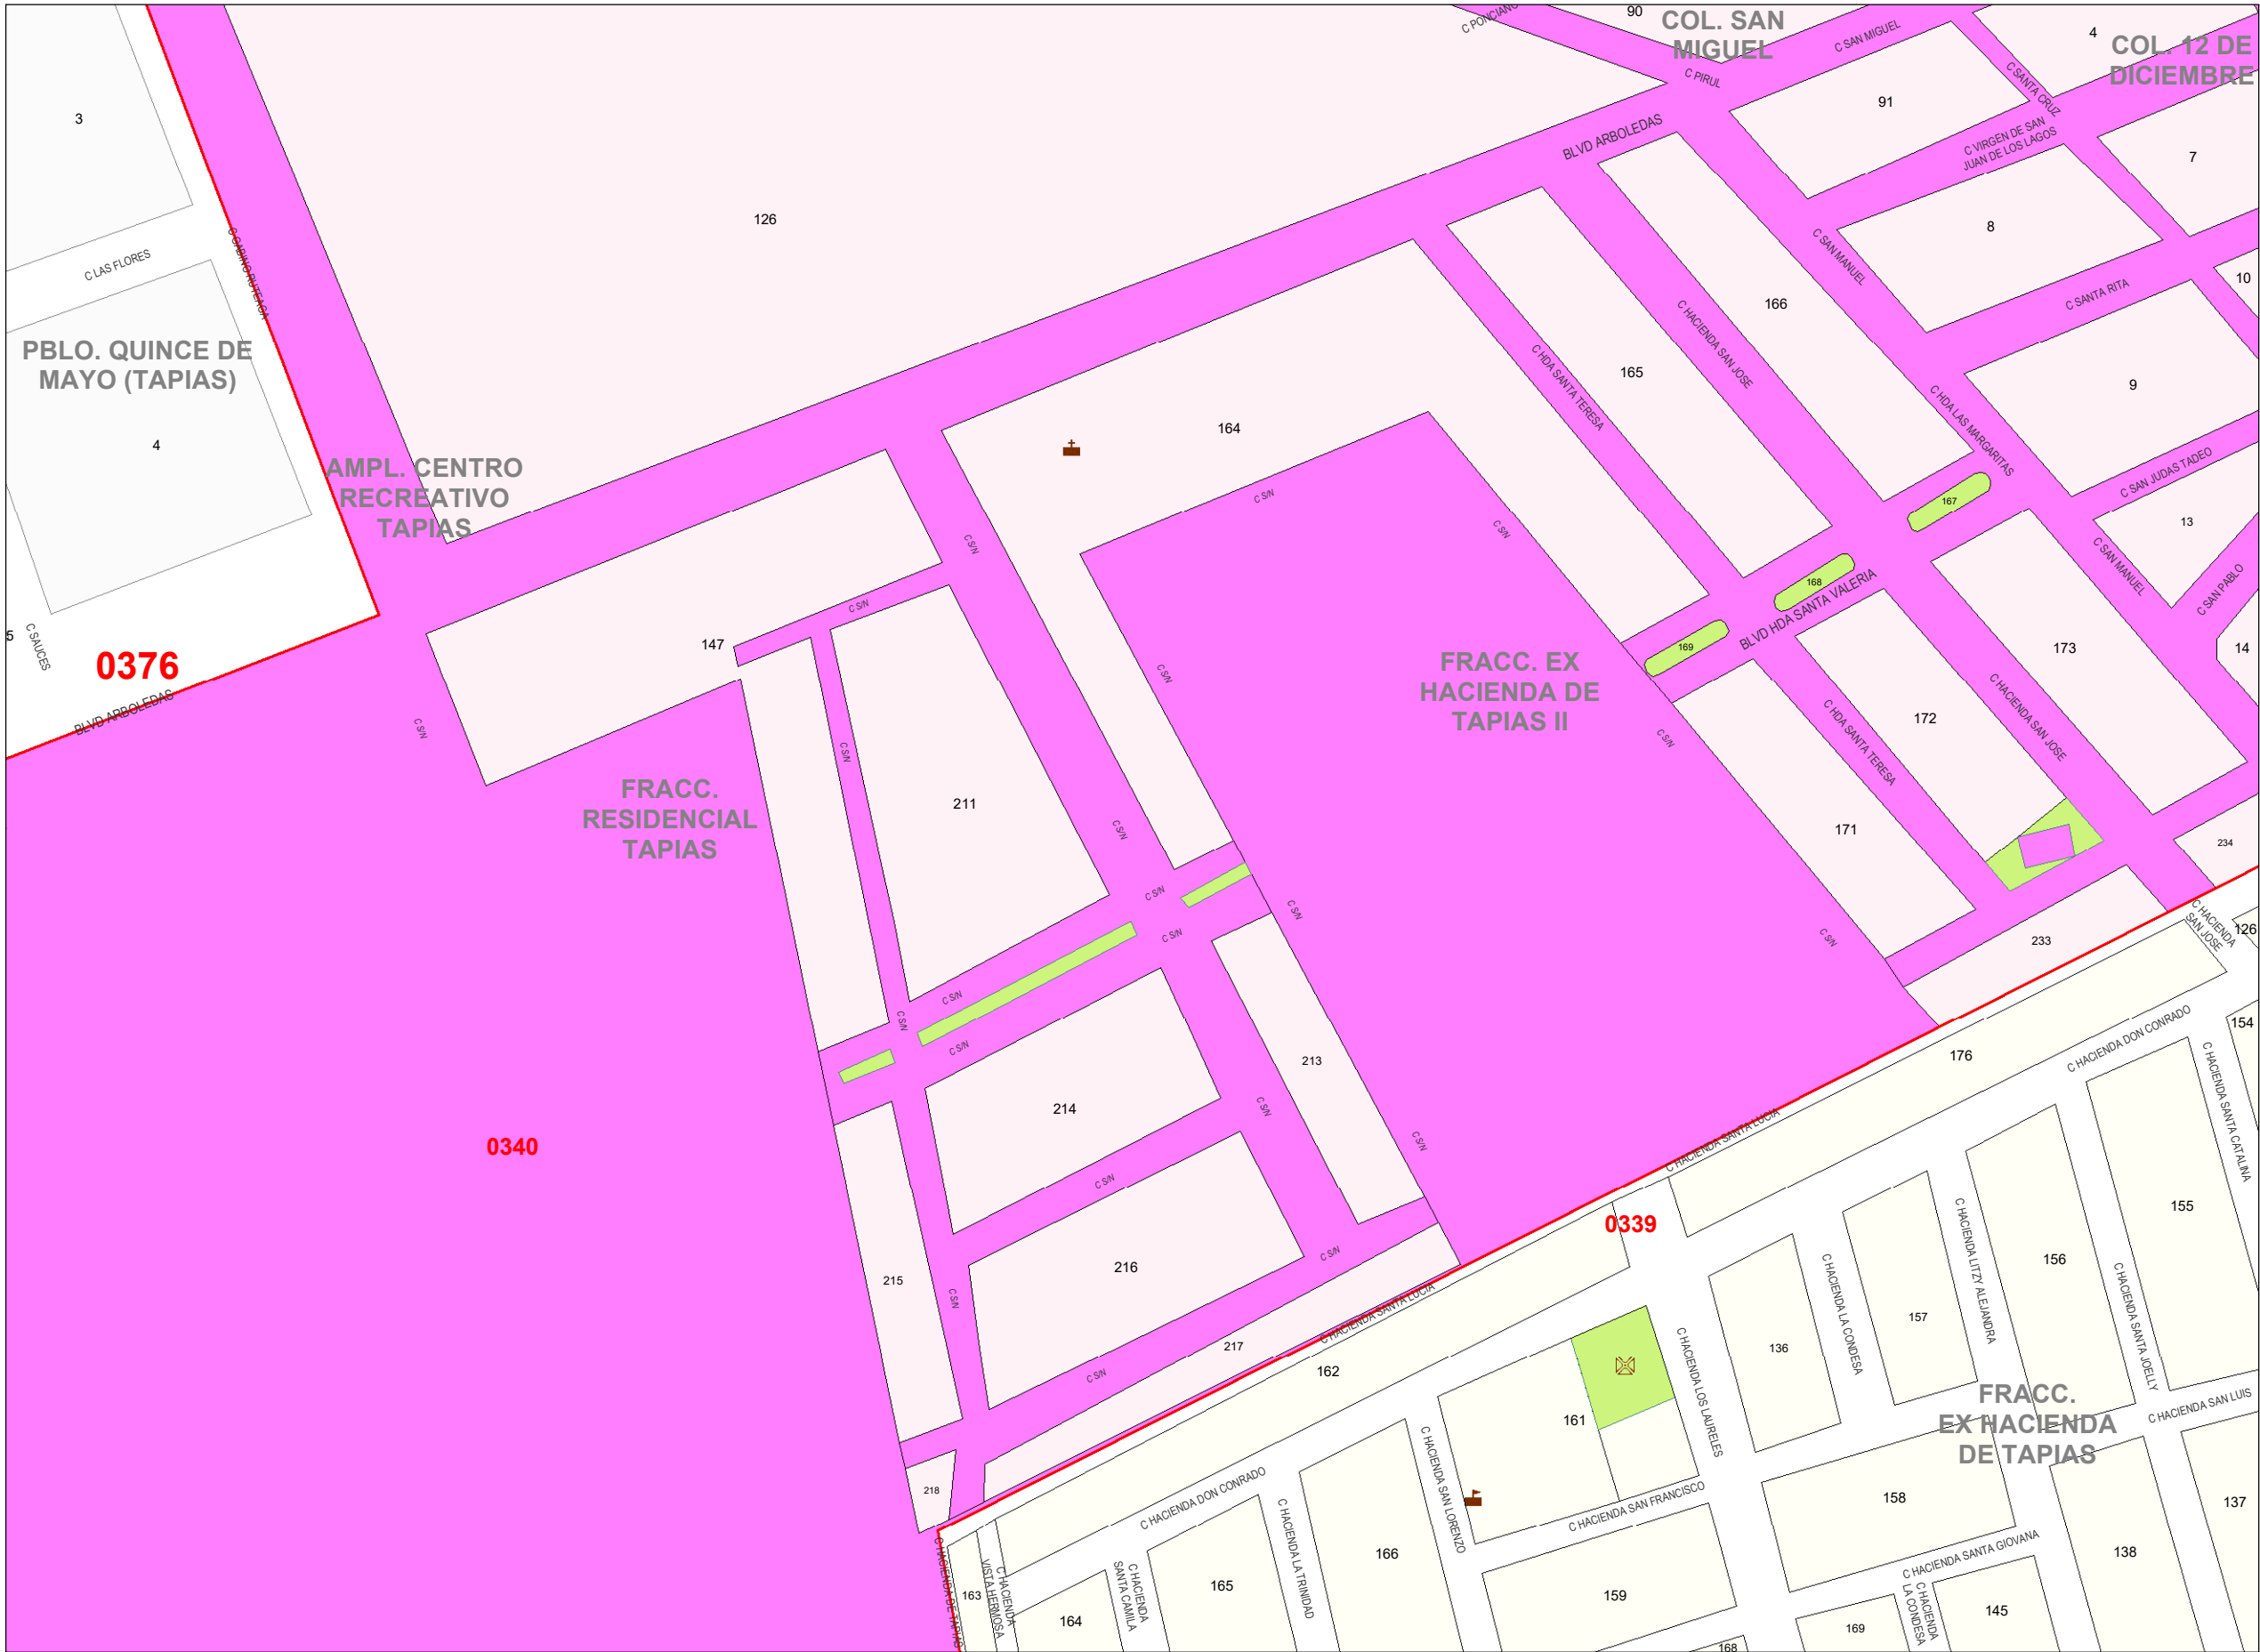 C PONCIANO
90
COL. SAN
MIGUEL
C SAN MIGUEL
4
COL. 12 DE
DICIEMBRE
C PIRUL
C SANTA CRUZ
3
91
BLVD ARBOLEDAS
C VIRGEN DE SAN
JUAN DE LOS LAGOS
7
126
8
C LAS FLORES
C SAN MANUEL
10
C SANTA RITA
166
C HACIENDA SAN JOSE
PBLO. QUINCE DE
MAYO (TAPIAS)
C HDA SANTA TERESA
165
9
C HDA LAS MARGARITAS
164
4
AMPL. CENTRO
RECREATIVO
TAPIAS
C SAN JUDAS TADEO
C S/N
167
13
C S/N
C S/N
C SAN MANUEL
168
C SAN PABLO
BLVD HDA SANTA VALERIA
C S/N
5
C SAUCES
147
169
173
14
0376
FRACC. EX
HACIENDA DE
TAPIAS II
C S/N
BLVD ARBOLEDAS
C S/N
C S/N
C S/N
172
C HACIENDA SAN JOSE
C HDA SANTA TERESA
FRACC.
RESIDENCIAL
TAPIAS
211
C S/N
171
234
C S/N
C S/N
C S/N
C S/N
233
C HACIENDA
SAN JOSE
126
C S/N
C S/N
C S/N
176
C HACIENDA DON CONRADO
154
213
C HACIENDA SANTA CATALINA
214
C S/N
C S/N
C HACIENDA SANTA LUCIA
0340
C S/N
155
0339
C HACIENDA LITZY ALEJANDRA
C S/N
216
156
215
C S/N
C HACIENDA LA CONDESA
157
C HACIENDA SANTA JOELLY
C HACIENDA SANTA LUCIA
217
136
C HACIENDA LOS LAURELES
162
C S/N
FRACC.
EX HACIENDA
DE TAPIAS
C HACIENDA SAN LUIS
161
C HACIENDA SAN LORENZO
218
C HACIENDA DON CONRADO
158
137
C HACIENDA SAN FRANCISCO
C HACIENDA LA TRINIDAD
166
138
C HACIENDA SANTA GIOVANA
C HACIENDA DE TAPIAS
163
C HACIENDA
VISTA HERMOSA
C HACIENDA
SANTA CAMILA
165
159
164
145
169
C HACIENDA
LA CONDESA
168